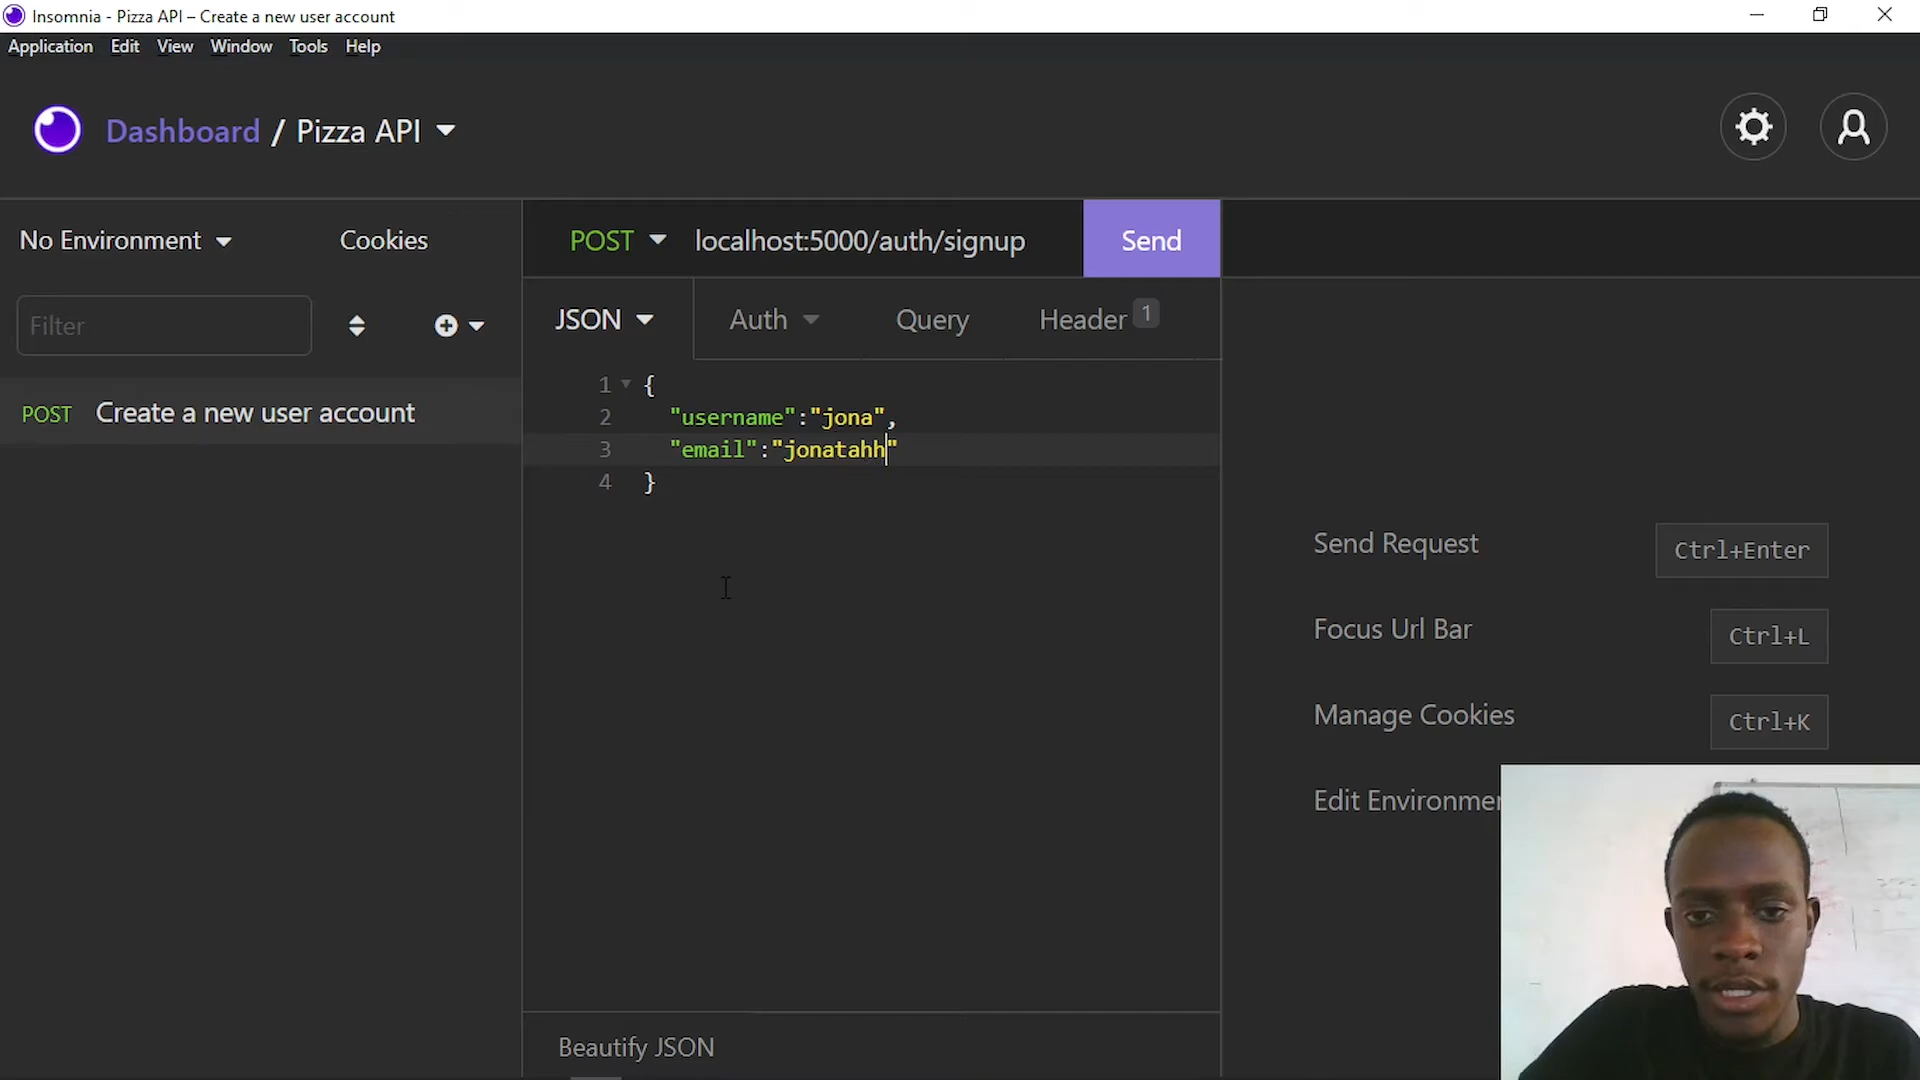 Insomnia - Pizza API – Create a new user account
Application Edit View Window Tools Help
Dashboard / Pizza API
No Environment Cookies
POST localhost:5000/auth/signup Send
Filter
JSON Auth Query Header 1
POST Create a new user account
1 {
2 "username":"jona",
3 "email":"jonatahh"
4 }
Send Request Ctrl+Enter
Focus Url Bar Ctrl+L
Manage Cookies Ctrl+K
Edit
Beautify JSON